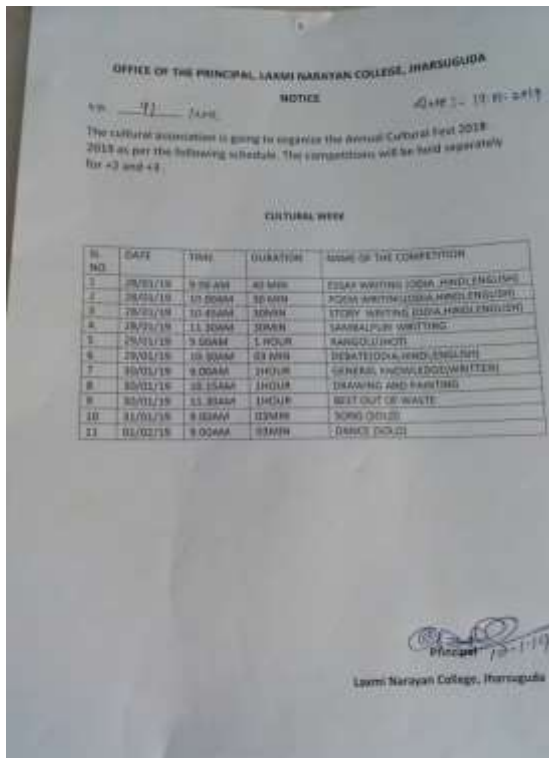 OFFICE OF THE PRINCIPAL, LAXMI NARAYAN COLLEGE, JHARSUGUDA
NOTICE
The cultural association is going to organise the Annual Cultural Fest 2018-
2019 as per the following schedule. The competitions will be held separately
for +2 and +3
CULTURAL WEEK
SL NO DATE TIME DURATION NAME OF THE COMPETITION
1 28/01/19 9.00 AM 40 MIN ESSAY WRITING (ODIA,HINDI,ENGLISH)
2 28/01/19 10.00AM 30 MIN POEM WRITING(ODIA,HINDI,ENGLISH)
3 28/01/19 10.45AM 30MIN STORY WRITING (ODIA,HINDI,ENGLISH)
4 28/01/19 11.30AM 30MIN SAMBALPURI WRITTING
5 29/01/19 9.00AM 1 HOUR RANGOLI/JHOTI
6 29/01/19 10.30AM 03 MIN DEBATE(ODIA,HINDI,ENGLISH)
7 30/01/19 9.00AM 1HOUR GENERAL KNOWLEDGE(WRITTEN)
8 30/01/19 10.15AM 1HOUR DRAWING AND PAINTING
9 30/01/19 11.30AM 1HOUR BEST OUT OF WASTE
10 31/01/19 9.00AM 03MIN SONG (SOLO)
11 01/02/19 9.00AM 03MIN DANCE (SOLO)
Principal
Laxmi Narayan College, Jharsuguda